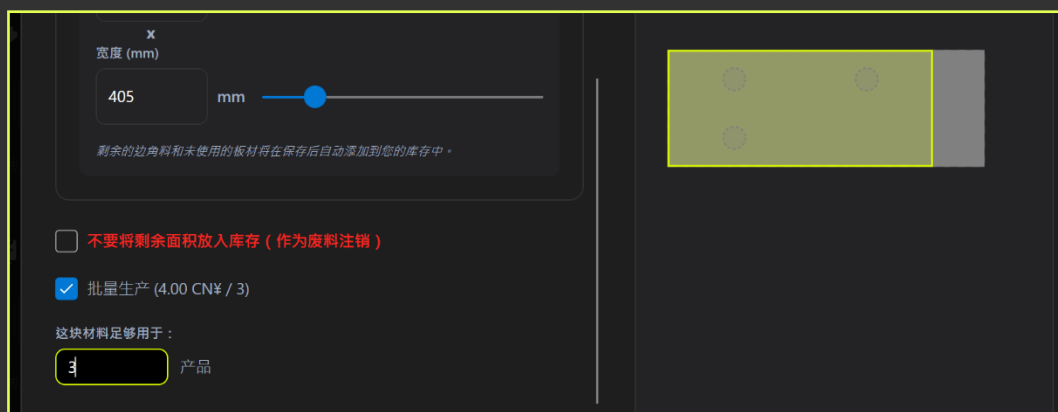 x
宽度 (mm)
405 mm
剩余的边角料和未使用的板材将在保存后自动添加到您的库存中。
不要将剩余面积放入库存（作为废料注销）
批量生产 (4.00 CN¥ / 3)
这块材料足够用于：
3 产品